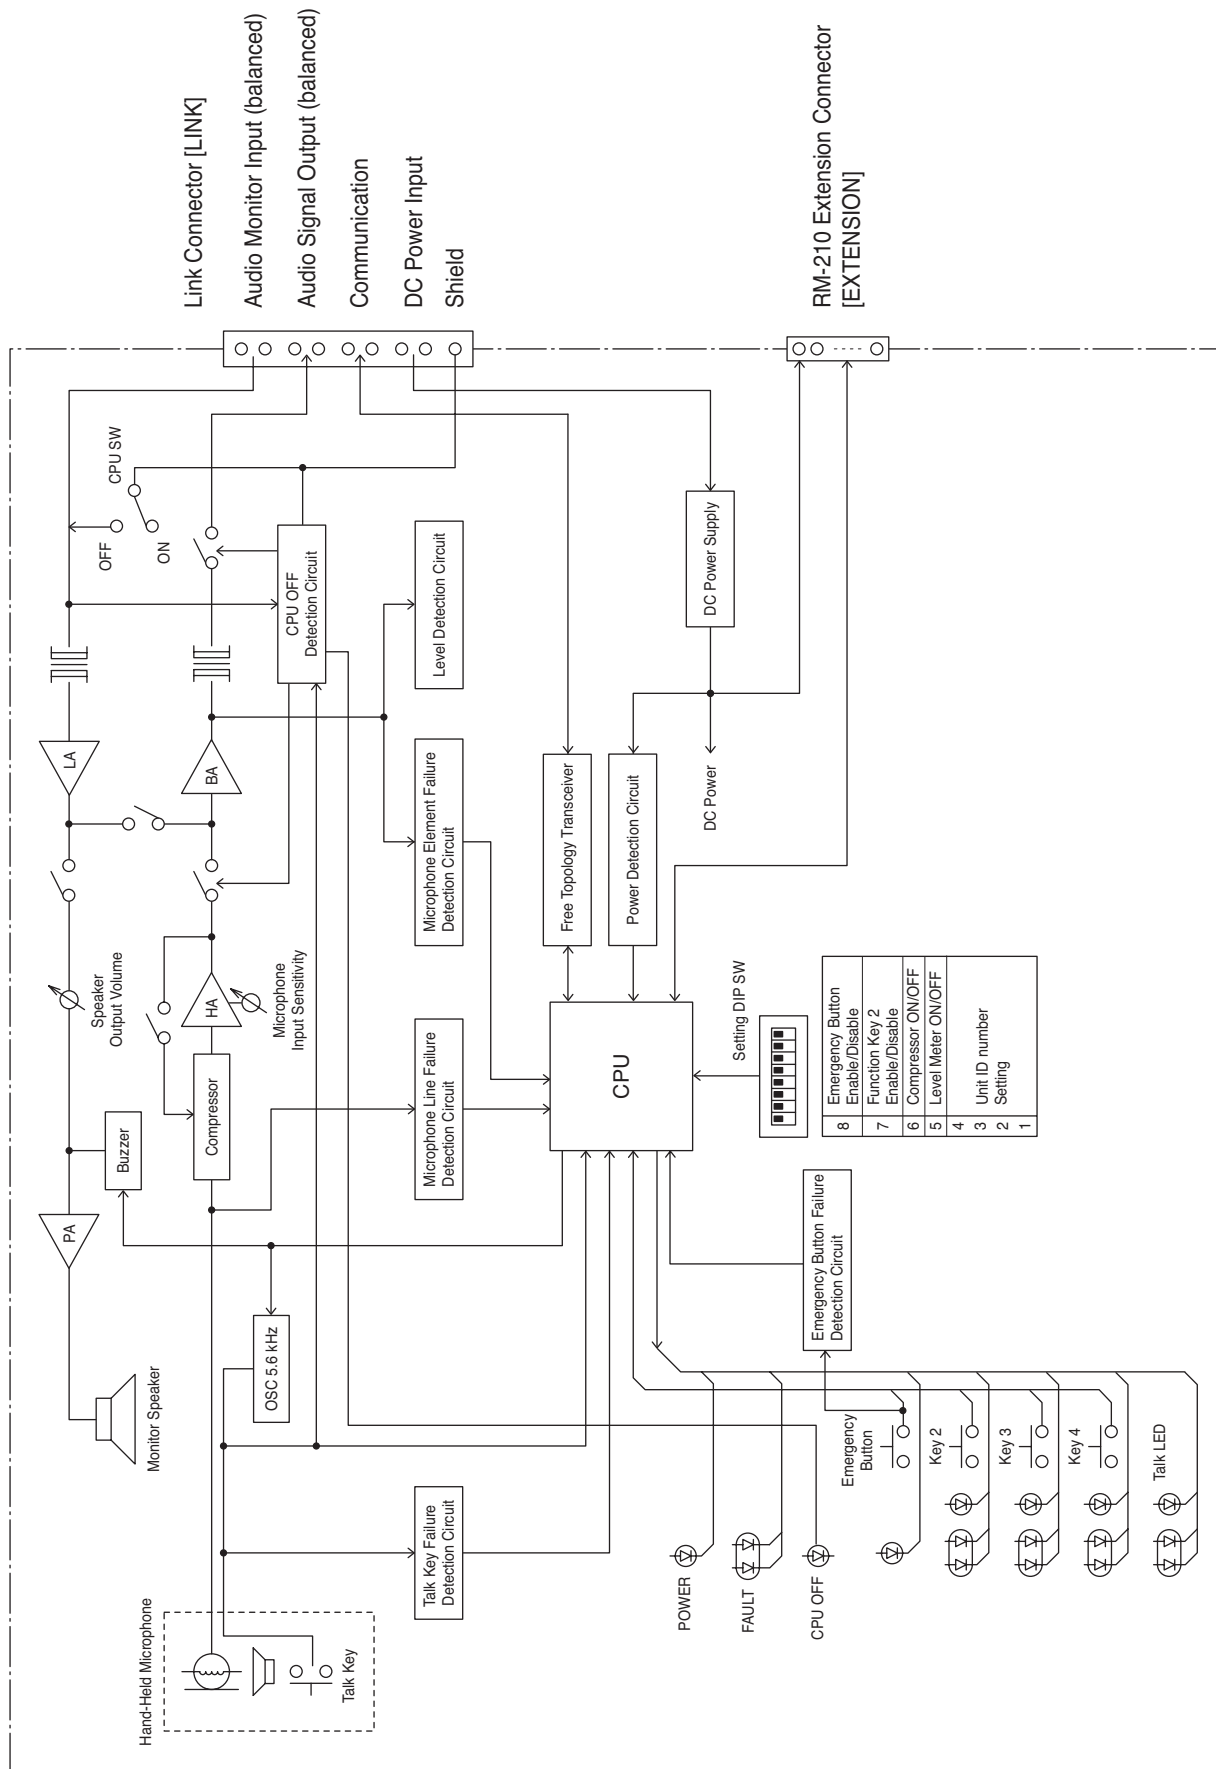 Link Connector [LINK]
Audio Monitor Input (balanced)
Audio Signal Output (balanced)
Communication
DC Power Input
Shield
RM-210 Extension Connector
[EXTENSION]
CPU SW
OFF
ON
LA
BA
CPU OFF
Detection Circuit
Level Detection Circuit
DC Power Supply
DC Power
Speaker
Output Volume
HA
Microphone
Input Sensitivity
Microphone Element Failure
Detection Circuit
Free Topology Transceiver
Power Detection Circuit
PA
Buzzer
Compressor
Microphone Line Failure
Detection Circuit
CPU
Setting DIP SW
8 Emergency Button
Enable/Disable
7 Function Key 2
Enable/Disable
6 Compressor ON/OFF
5 Level Meter ON/OFF
4
3 Unit ID number
2 Setting
1
Monitor Speaker
OSC 5.6 kHz
Emergency Button Failure
Detection Circuit
Hand-Held Microphone
Talk Key
Talk Key Failure
Detection Circuit
POWER
FAULT
CPU OFF
Emergency
Button
Key 2
Key 3
Key 4
Talk LED